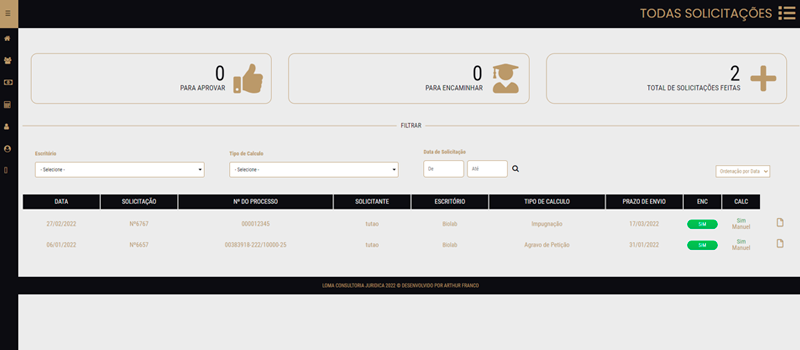 TODAS SOLICITAÇÕES
0
PARA APROVAR
0
PARA ENCAMINHAR
2
TOTAL DE SOLICITAÇÕES FEITAS
FILTRAR
Escritório
Tipo do Calculo
Data de Solicitação
- Selecione -
- Selecione -
De
Até
Ordernação por Data
DATA SOLICITAÇÃO Nº DO PROCESSO SOLICITANTE ESCRITÓRIO TIPO DE CALCULO PRAZO DE ENVIO ENC CALC
27/02/2022 Nº6767 000012345 tutao Biolab Impugnação 17/03/2022 SIM Sim
Manuel
06/01/2022 Nº6657 00383918-222/10000-25 tutao Biolab Agravo de Petição 31/01/2022 SIM Sim
Manuel
LOMA CONSULTORIA JURIDICA 2022 © DESENVOLVIDO POR ARTHUR FRANCO